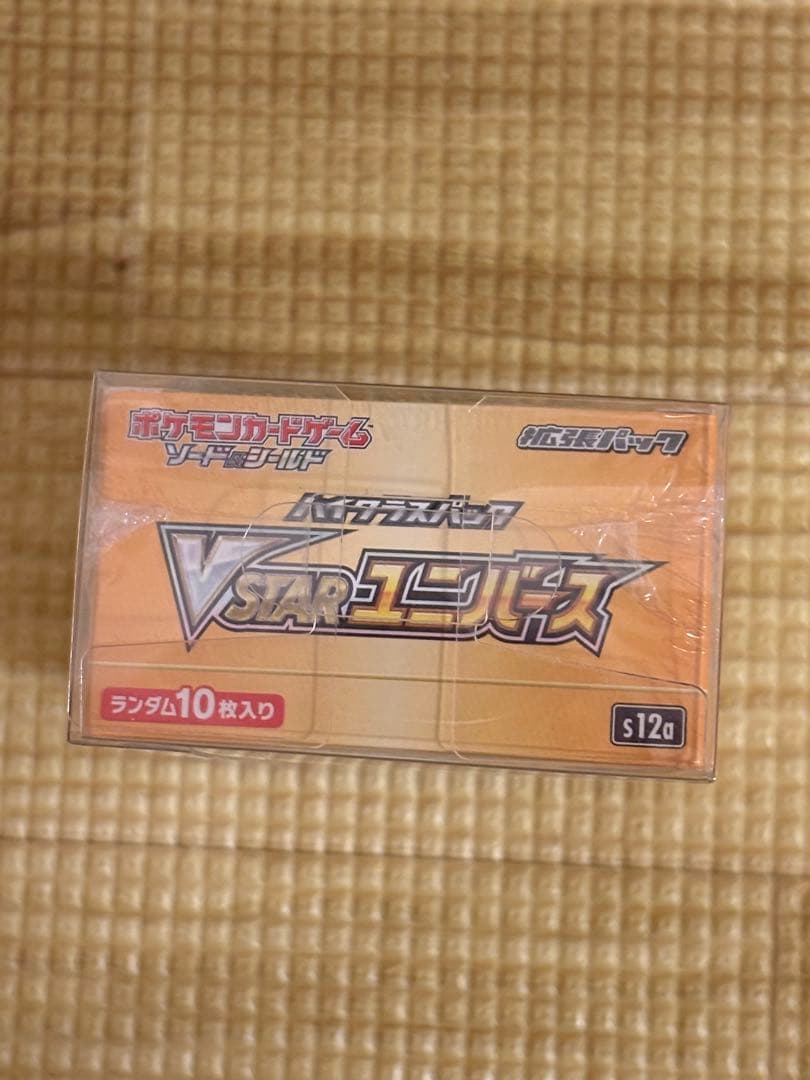 ポケモンカードゲーム
ソード&シールド
拡張パック
ハイクラスパック
VSTARユニバース
ランダム10枚入り
s12a